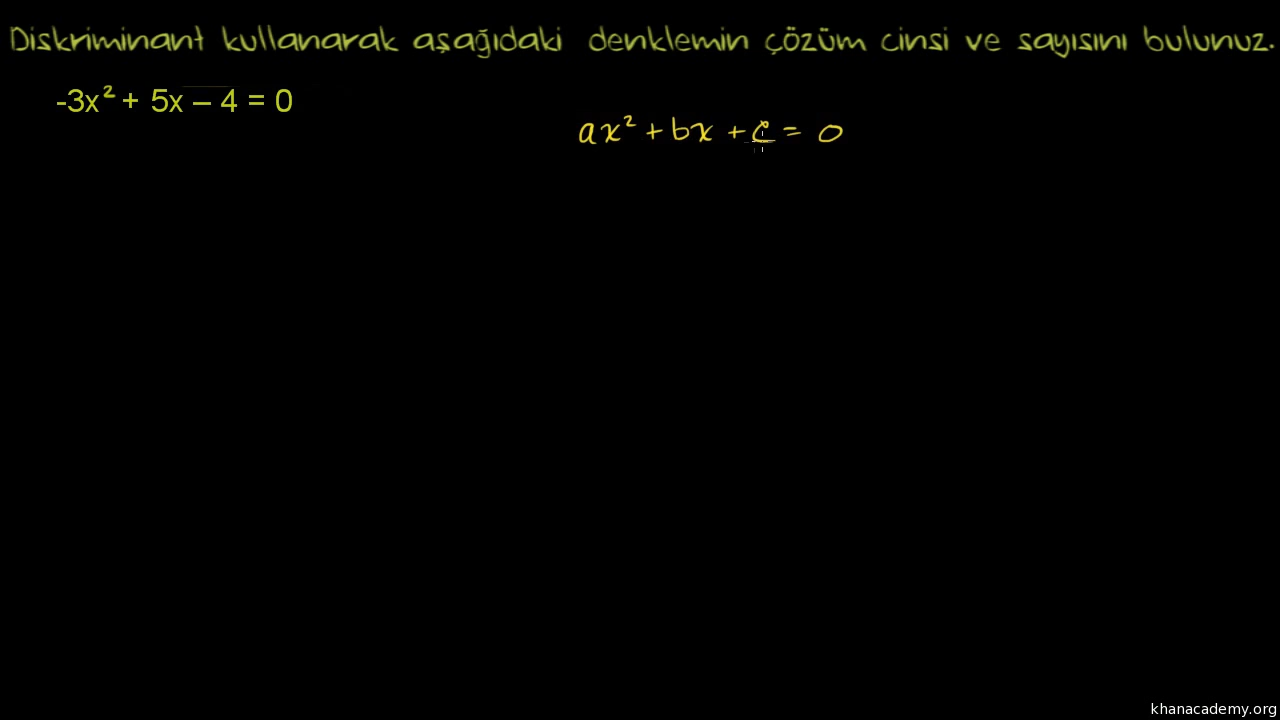 Diskriminant kullanarak aşağıdaki denklemin çözüm cinsi ve sayısını bulunuz.
-3x² + 5x – 4 = 0
ax² + bx + c = 0
khanacademy.org